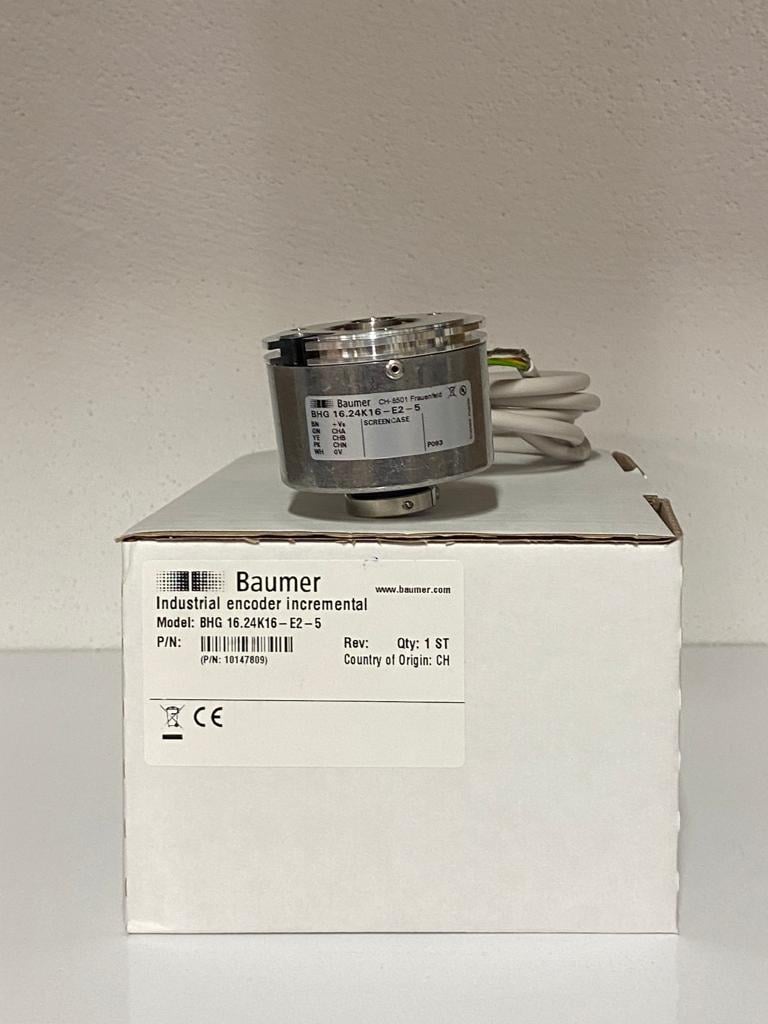 Baumer CH-8501 Frauenfeld
BHG 16.24K16-E2-5
BN +Vs SCREEN CASE
GN CHA
YE CHB
PK CHN
WH 0V
P093
Baumer www.baumer.com
Industrial encoder incremental
Model: BHG 16.24K16-E2-5
P/N: Rev: Qty: 1 ST
(P/N: 10147809) Country of Origin: CH
CE